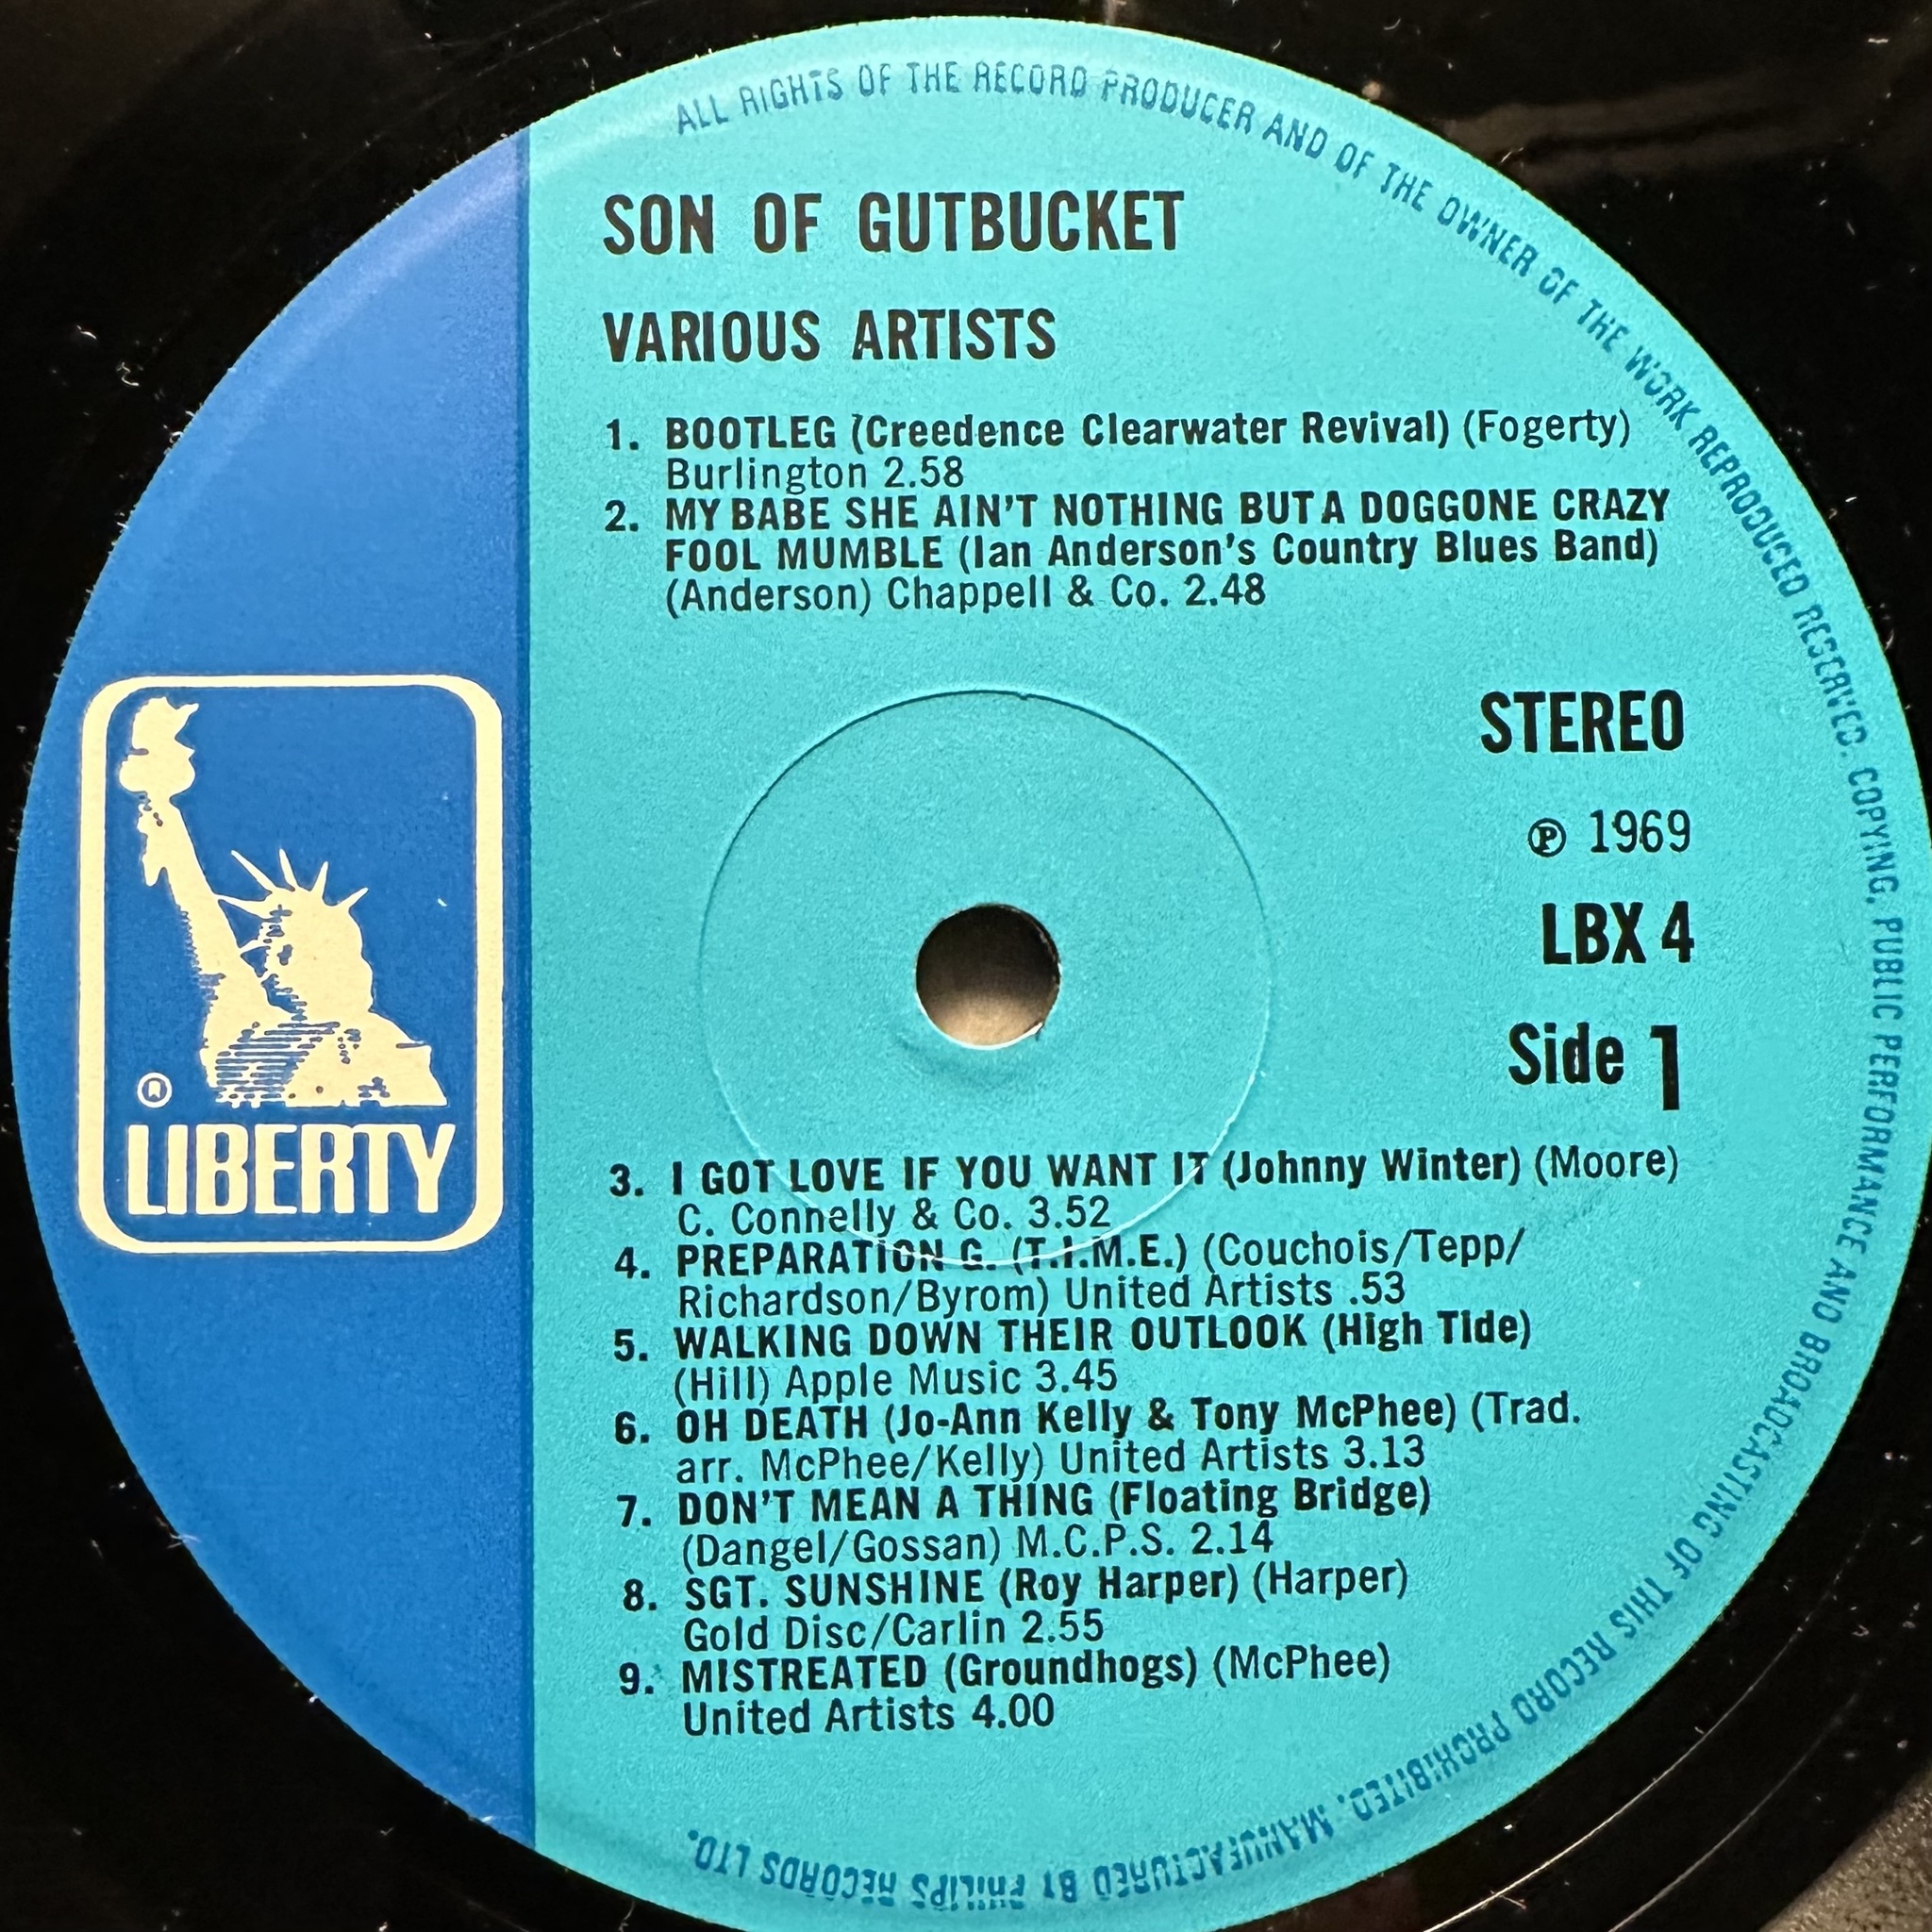 ALL RIGHTS OF THE RECORD PRODUCER AND OF THE OWNER OF THE WORK REPRODUCED RESERVED. COPYING, PUBLIC PERFORMANCE AND BROADCASTING OF THIS RECORD PROHIBITED. MANUFACTURED BY PHILIPS RECORDS LTD.
SON OF GUTBUCKET
VARIOUS ARTISTS
1. BOOTLEG (Creedence Clearwater Revival) (Fogerty)
Burlington 2.58
2. MY BABE SHE AIN'T NOTHING BUT A DOGGONE CRAZY
FOOL MUMBLE (Ian Anderson's Country Blues Band)
(Anderson) Chappell & Co. 2.48
STEREO
℗ 1969
LBX 4
Side 1
®
LIBERTY
3. I GOT LOVE IF YOU WANT IT (Johnny Winter) (Moore)
C. Connelly & Co. 3.52
4. PREPARATION G. (T.I.M.E.) (Couchois/Tepp/
Richardson/Byrom) United Artists .53
5. WALKING DOWN THEIR OUTLOOK (High Tide)
(Hill) Apple Music 3.45
6. OH DEATH (Jo-Ann Kelly & Tony McPhee) (Trad.
arr. McPhee/Kelly) United Artists 3.13
7. DON'T MEAN A THING (Floating Bridge)
(Dangel/Gossan) M.C.P.S. 2.14
8. SGT. SUNSHINE (Roy Harper) (Harper)
Gold Disc/Carlin 2.55
9. MISTREATED (Groundhogs) (McPhee)
United Artists 4.00